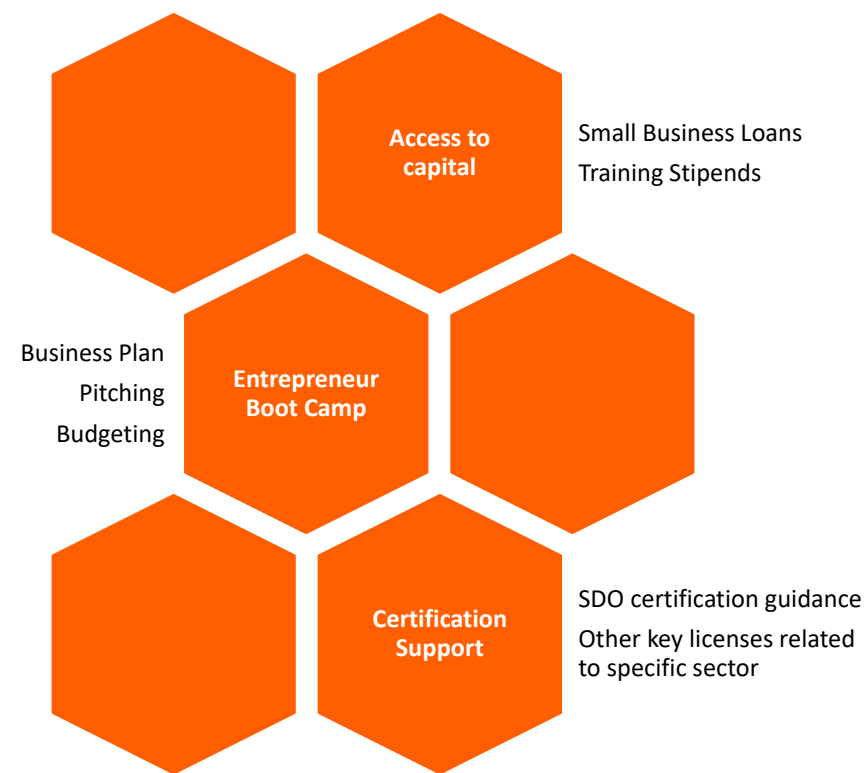 Access to
capital
Small Business Loans
Training Stipends
Business Plan
Pitching
Budgeting
Entrepreneur
Boot Camp
Certification
Support
SDO certification guidance
Other key licenses related
to specific sector